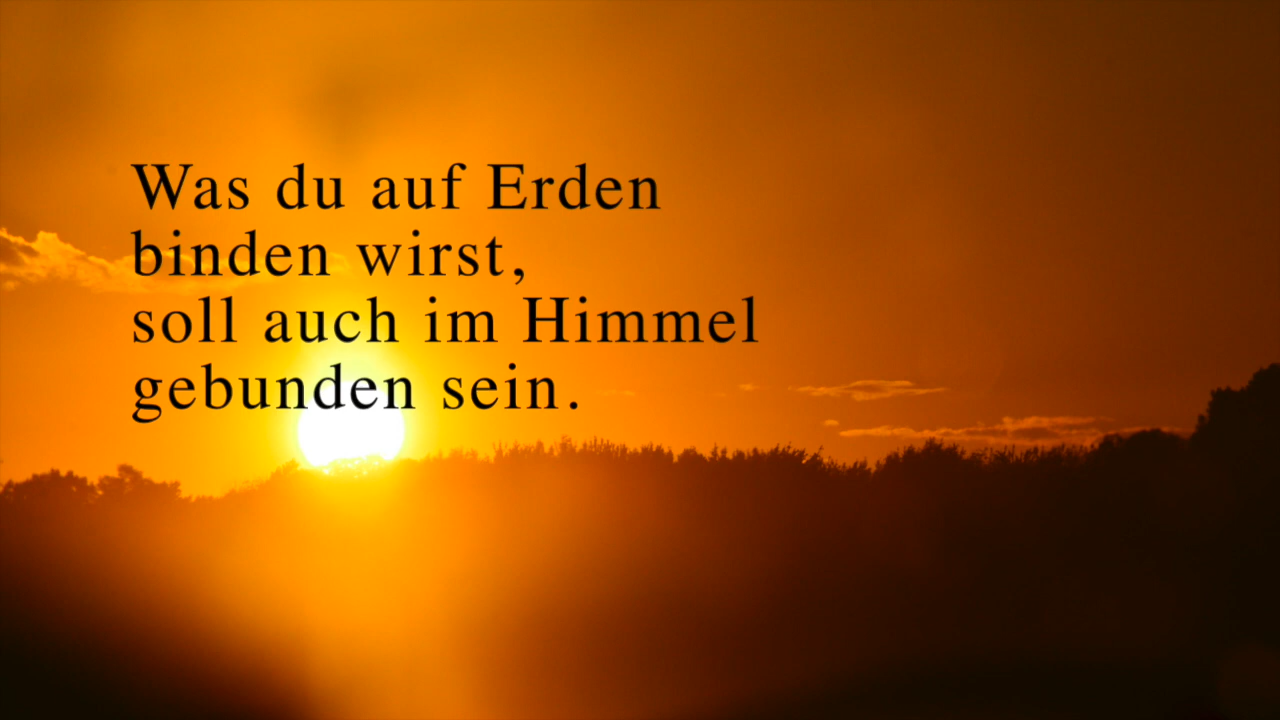 Was du auf Erden
binden wirst,
soll auch im Himmel
gebunden sein.